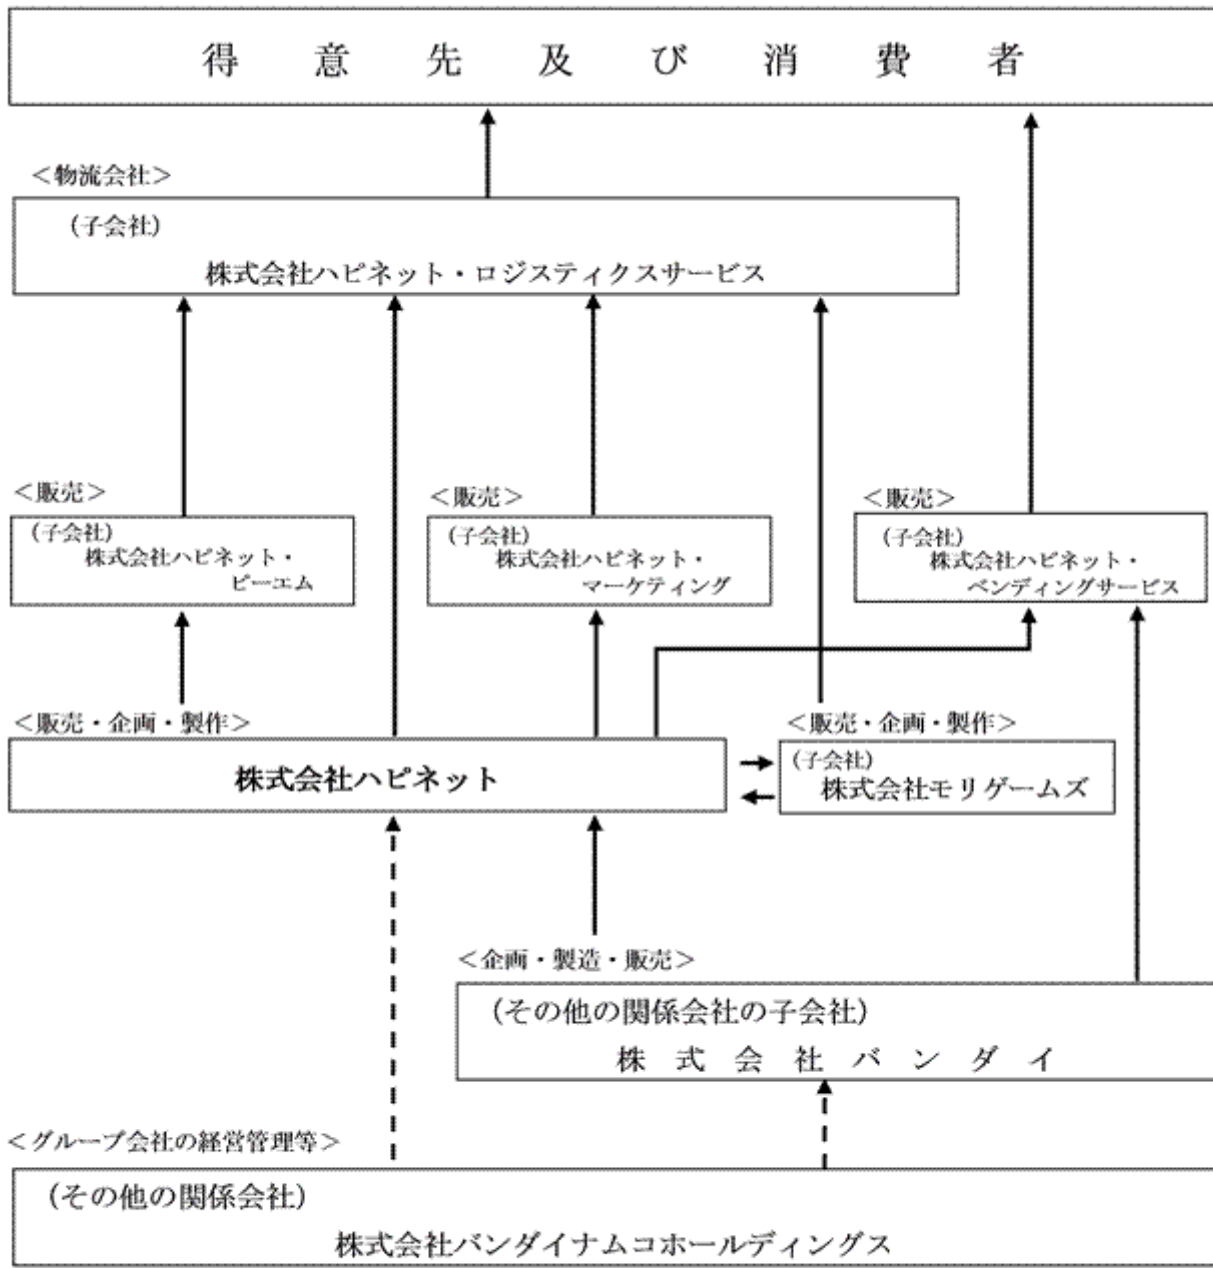 得意先及び消費者
＜物流会社＞
（子会社）
株式会社ハピネット・ロジスティクスサービス
＜販売＞
（子会社）
株式会社ハピネット・
ピーエム
＜販売＞
（子会社）
株式会社ハピネット・
マーケティング
＜販売＞
（子会社）
株式会社ハピネット・
ベンディングサービス
＜販売・企画・製作＞
株式会社ハピネット
＜販売・企画・製作＞
（子会社）
株式会社モリゲームズ
＜企画・製造・販売＞
（その他の関係会社の子会社）
株式会社バンダイ
＜グループ会社の経営管理等＞
（その他の関係会社）
株式会社バンダイナムコホールディングス